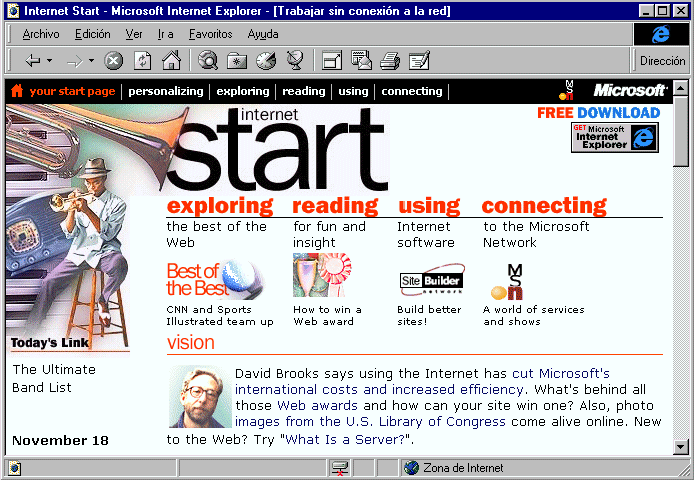 Internet Start - Microsoft Internet Explorer - [Trabajar sin conexión a la red]
Archivo Edición Ver Ir a Favoritos Ayuda
Dirección
your start page personalizing exploring reading using connecting msn Microsoft
internet
start
FREE DOWNLOAD
GET Microsoft
Internet
Explorer
exploring reading using connecting
the best of the for fun and Internet to the Microsoft
Web insight software Network
Best of
the Best
Site Builder
network
msn
CNN and Sports How to win a Build better A world of services
Illustrated team up Web award sites! and shows
Today's Link
The Ultimate
Band List
November 18
vision
David Brooks says using the Internet has cut Microsoft's
international costs and increased efficiency. What's behind all
those Web awards and how can your site win one? Also, photo
images from the U.S. Library of Congress come alive online. New
to the Web? Try "What Is a Server?".
Zona de Internet